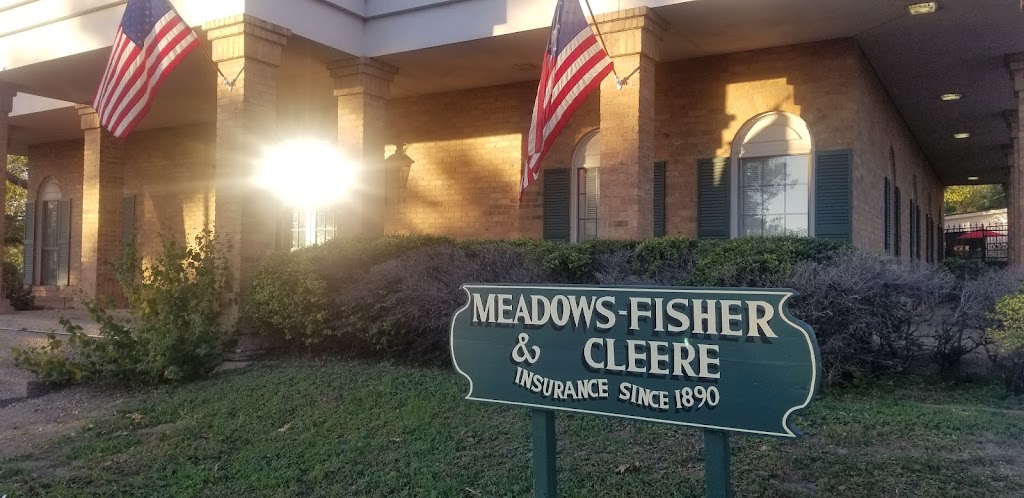 MEADOWS-FISHER
& CLEERE
INSURANCE SINCE 1890